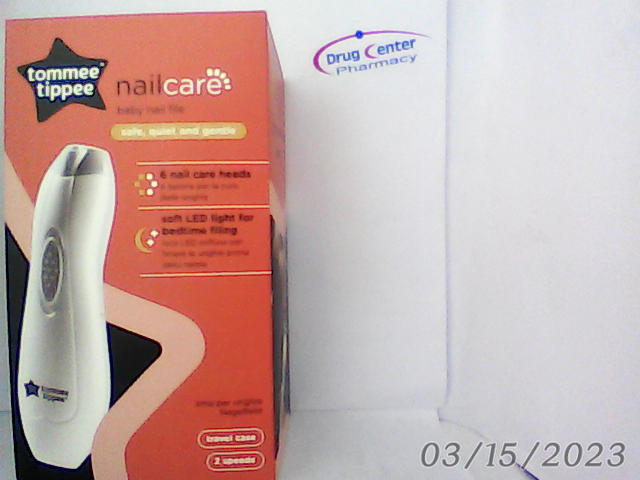 tommee
tippee
nailcare
baby nail file
safe, quiet and gentle
6 nail care heads
soft LED light for
bedtime filing
tommee
tippee
travel case
2 speeds
Drug Center
Pharmacy
03/15/2023